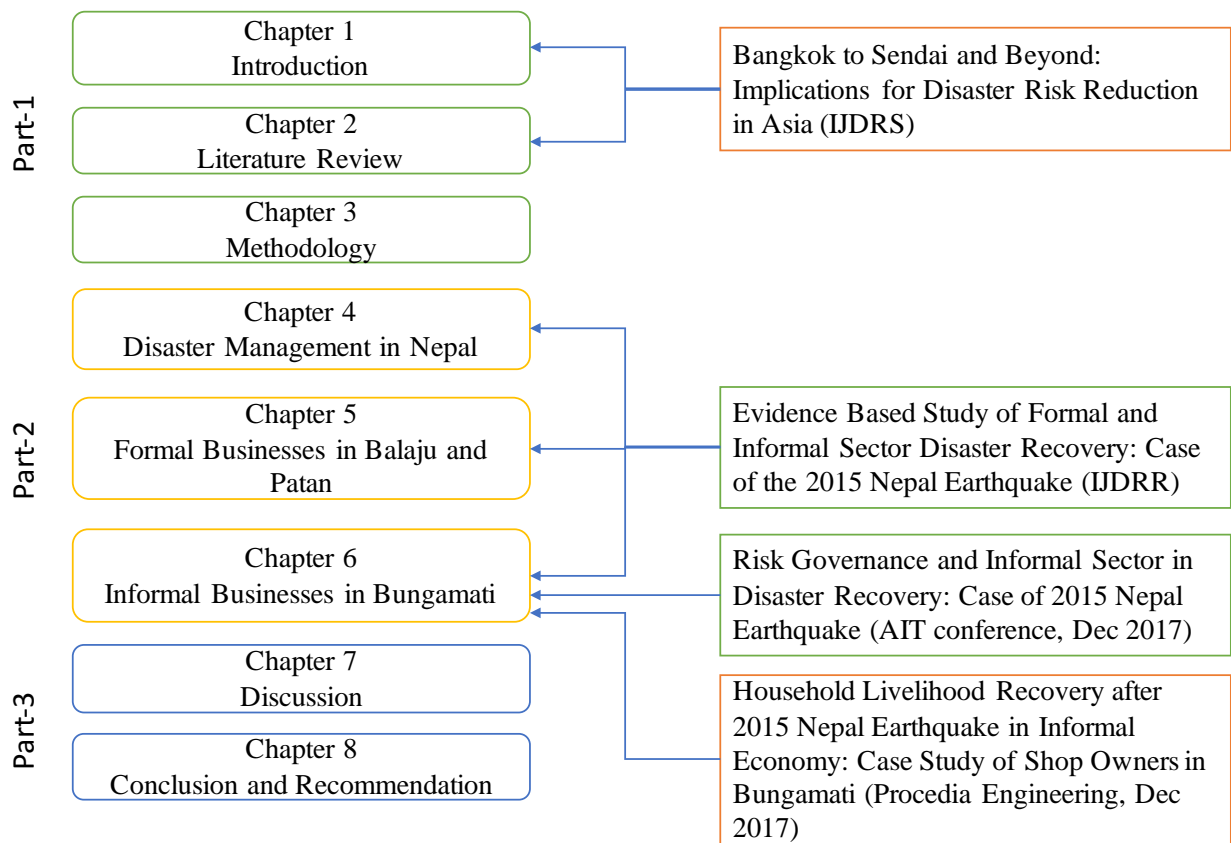 Part-1
Chapter 1
Introduction
Chapter 2
Literature Review
Chapter 3
Methodology
Bangkok to Sendai and Beyond:
Implications for Disaster Risk Reduction
in Asia (IJDRS)
Part-2
Chapter 4
Disaster Management in Nepal
Chapter 5
Formal Businesses in Balaju and
Patan
Chapter 6
Informal Businesses in Bungamati
Evidence Based Study of Formal and
Informal Sector Disaster Recovery: Case
of the 2015 Nepal Earthquake (IJDRR)
Risk Governance and Informal Sector in
Disaster Recovery: Case of 2015 Nepal
Earthquake (AIT conference, Dec 2017)
Part-3
Chapter 7
Discussion
Chapter 8
Conclusion and Recommendation
Household Livelihood Recovery after
2015 Nepal Earthquake in Informal
Economy: Case Study of Shop Owners in
Bungamati (Procedia Engineering, Dec
2017)